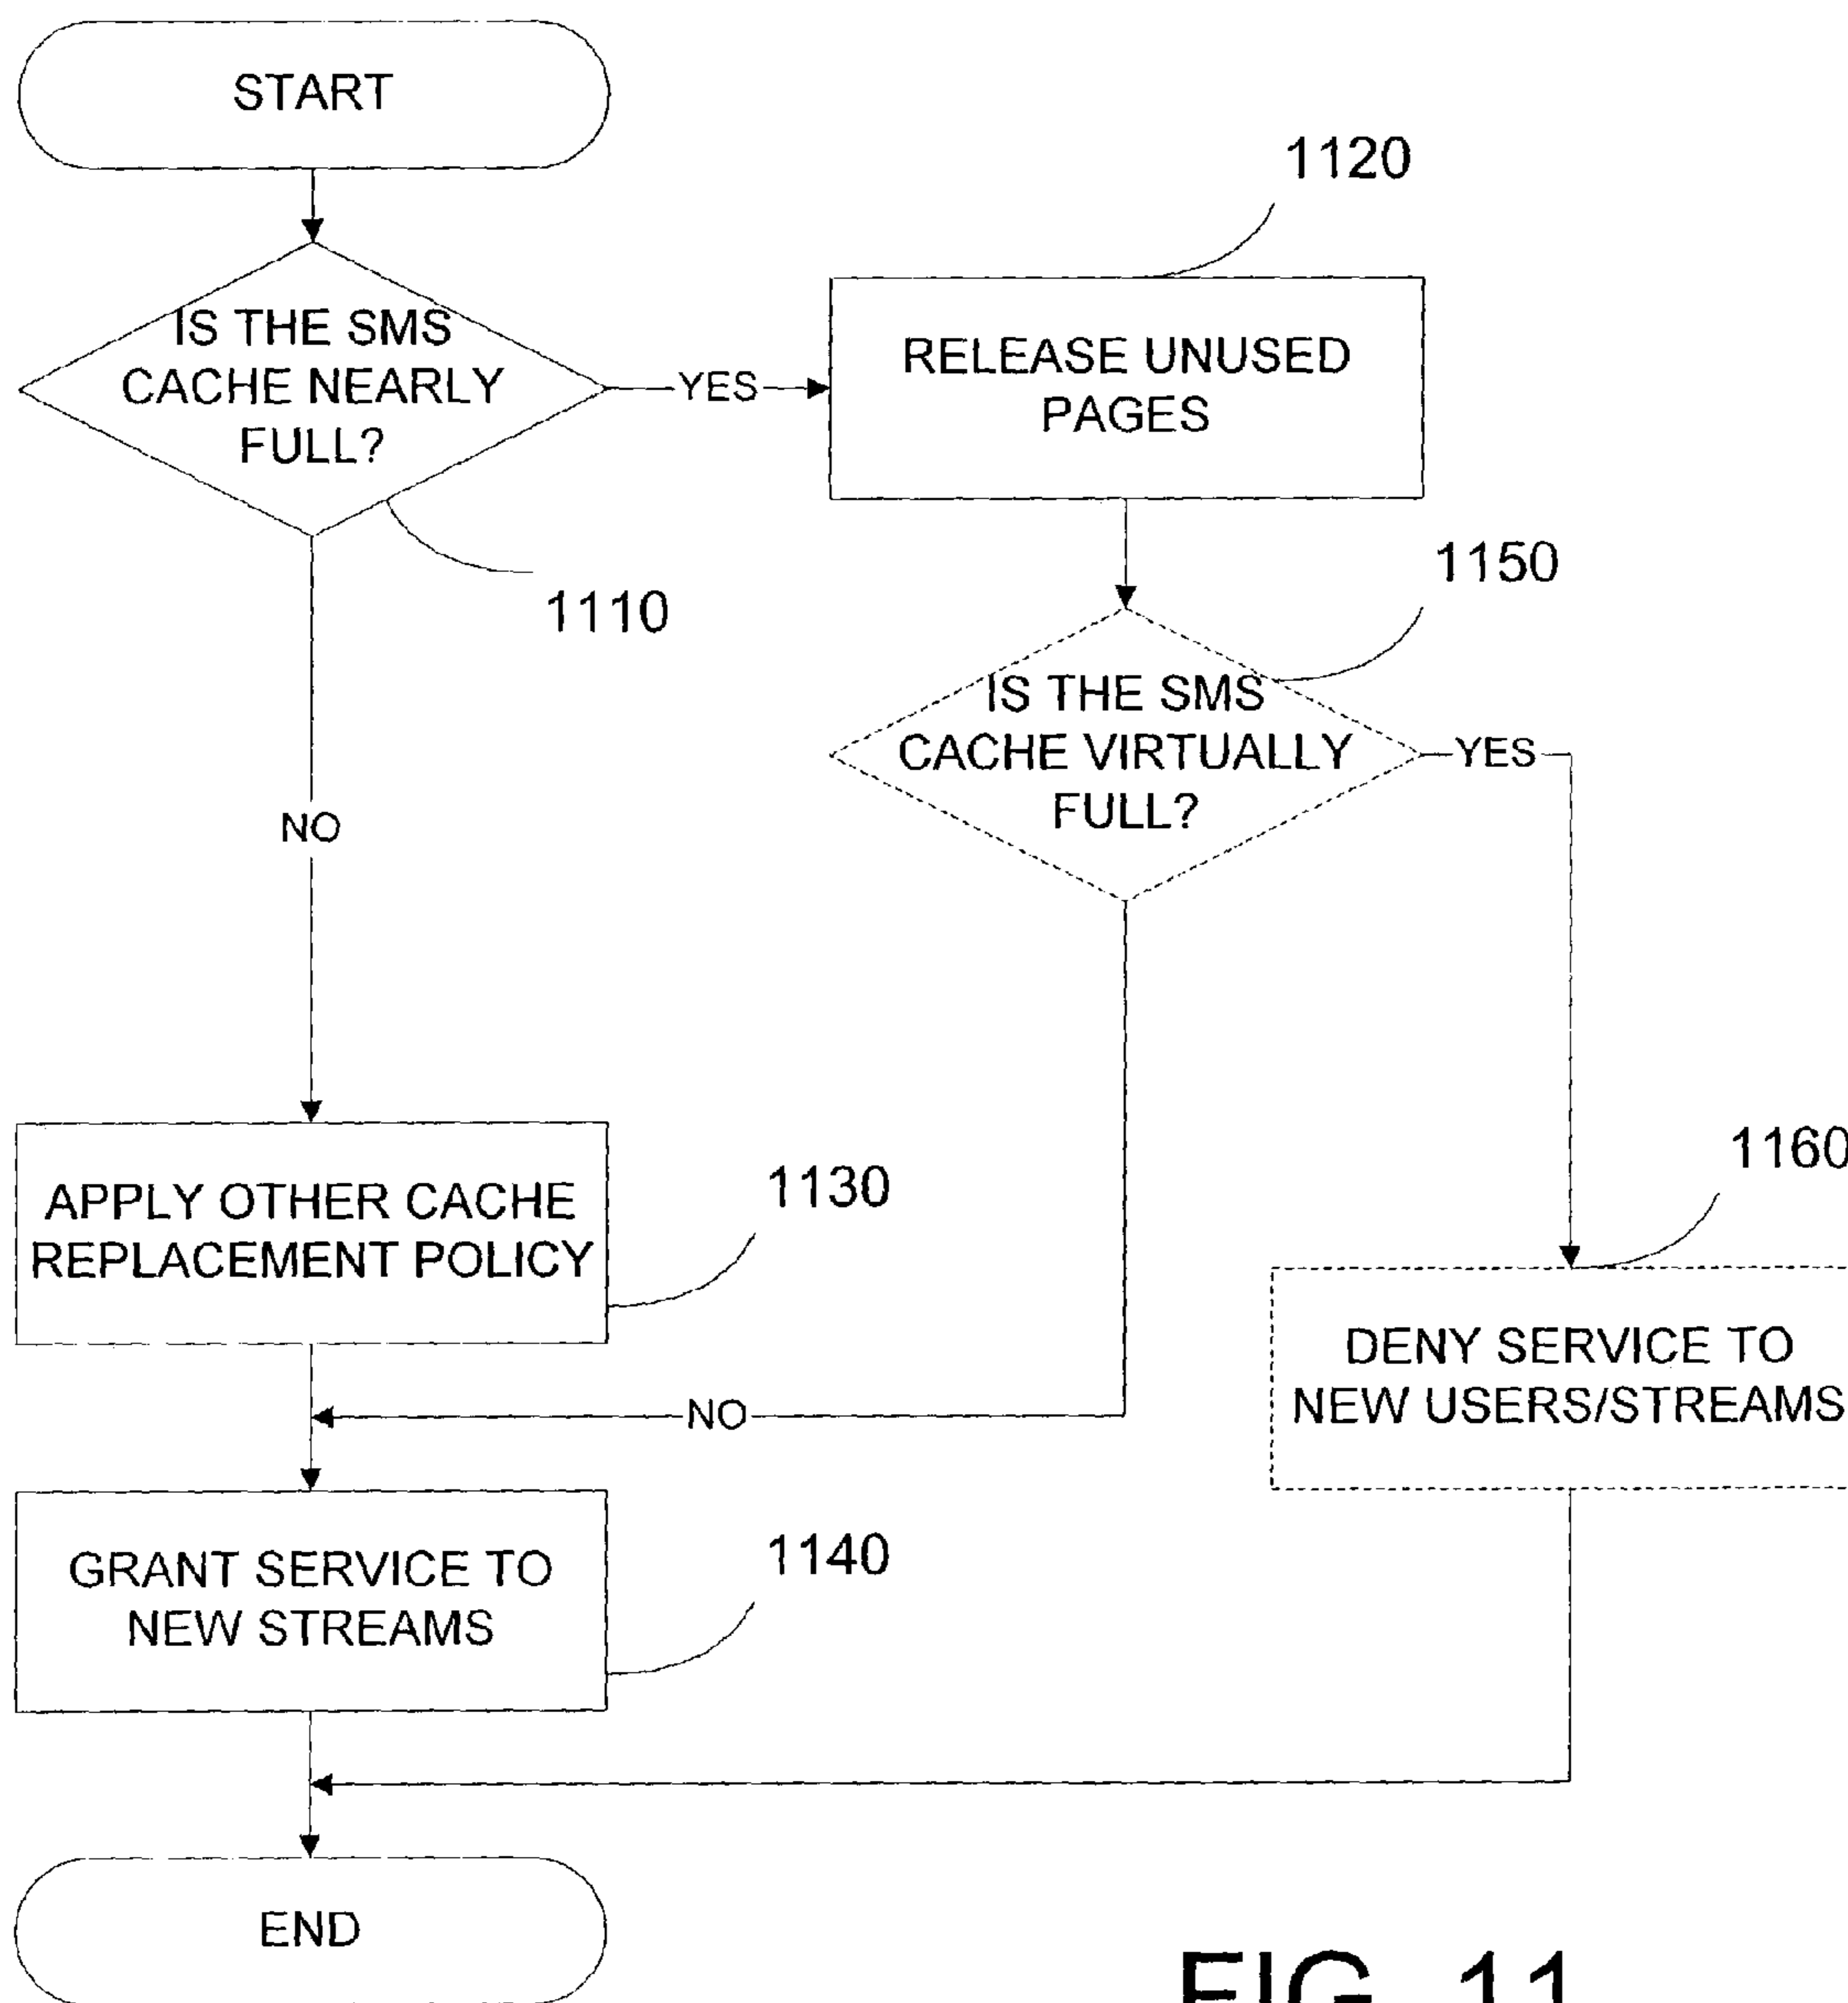 START
1120
IS THE SMS
CACHE NEARLY
FULL?
YES
RELEASE UNUSED
PAGES
1110
1150
IS THE SMS
CACHE VIRTUALLY
FULL?
YES
NO
1160
APPLY OTHER CACHE
REPLACEMENT POLICY
1130
DENY SERVICE TO
NEW USERS/STREAMS
NO
GRANT SERVICE TO
NEW STREAMS
1140
END
FIG. 11